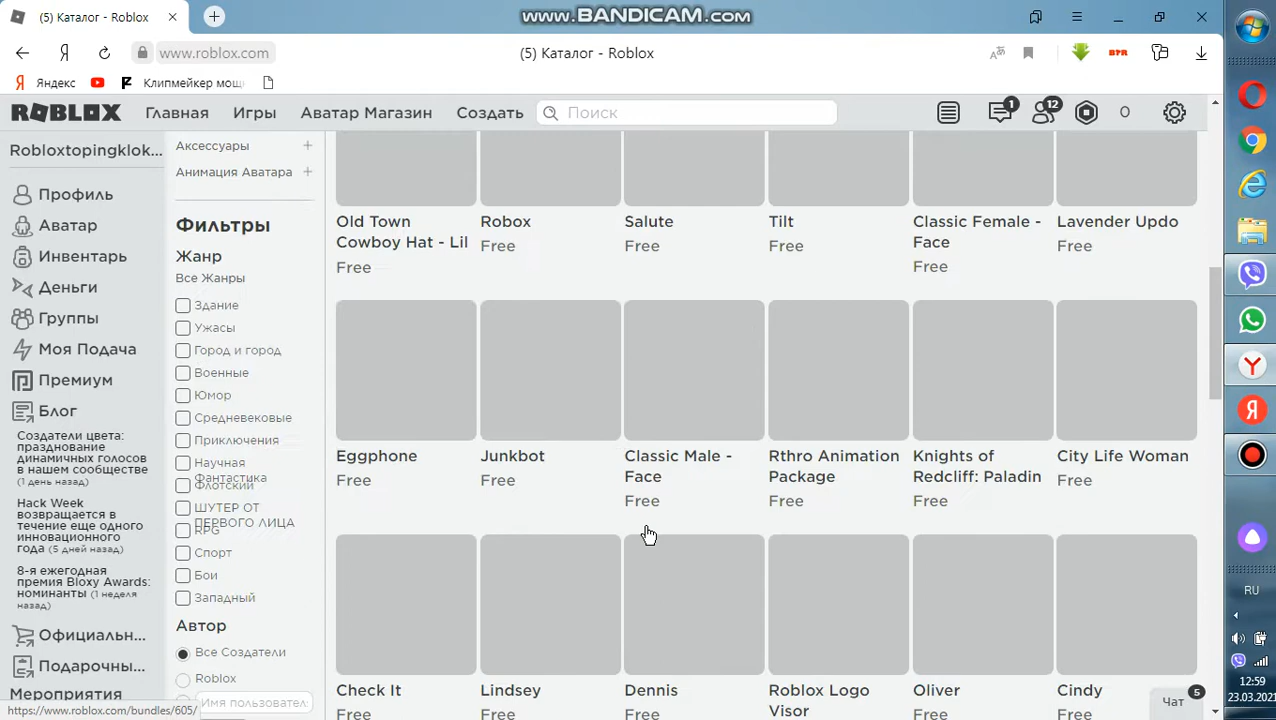 (5) Каталог - Roblox
www.BANDICAM.com
Я
www.roblox.com
(5) Каталог - Roblox
BPR
Я Яндекс
Клипмейкер мощ
ROBLOX
Главная
Игры
Аватар Магазин
Создать
Поиск
1
12
0
Robloxtopingklok...
Профиль
Аватар
Инвентарь
Деньги
Группы
Моя Подача
Премиум
Блог
Создатели цвета:
празднование
динамичных голосов
в нашем сообществе
(1 день назад)
Hack Week
возвращается в
течение еще одного
инновационного
года (5 дней назад)
8-я ежегодная
премия Bloxy Awards:
номинанты (1 неделя
назад)
Официальн...
Подарочны...
Мероприятия
https://www.roblox.com/bundles/605/
Аксессуары +
Анимация Аватара +
Фильтры
Жанр
Все Жанры
Здание
Ужасы
Город и город
Военные
Юмор
Средневековые
Приключения
Научная
Фантастика
Флотский
ШУТЕР ОТ
ПЕРВОГО ЛИЦА
RPG
Спорт
Бои
Западный
Автор
Все Создатели
Roblox
Имя пользовател
Old Town
Cowboy Hat - Lil
Free
Robox
Free
Salute
Free
Tilt
Free
Classic Female -
Face
Free
Lavender Updo
Free
Eggphone
Free
Junkbot
Free
Classic Male -
Face
Free
Rthro Animation
Package
Free
Knights of
Redcliff: Paladin
Free
City Life Woman
Free
Check It
Free
Lindsey
Free
Dennis
Free
Roblox Logo
Visor
Oliver
Free
Cindy
Free
Чат
5
Я
RU
12:59
23.03.2021